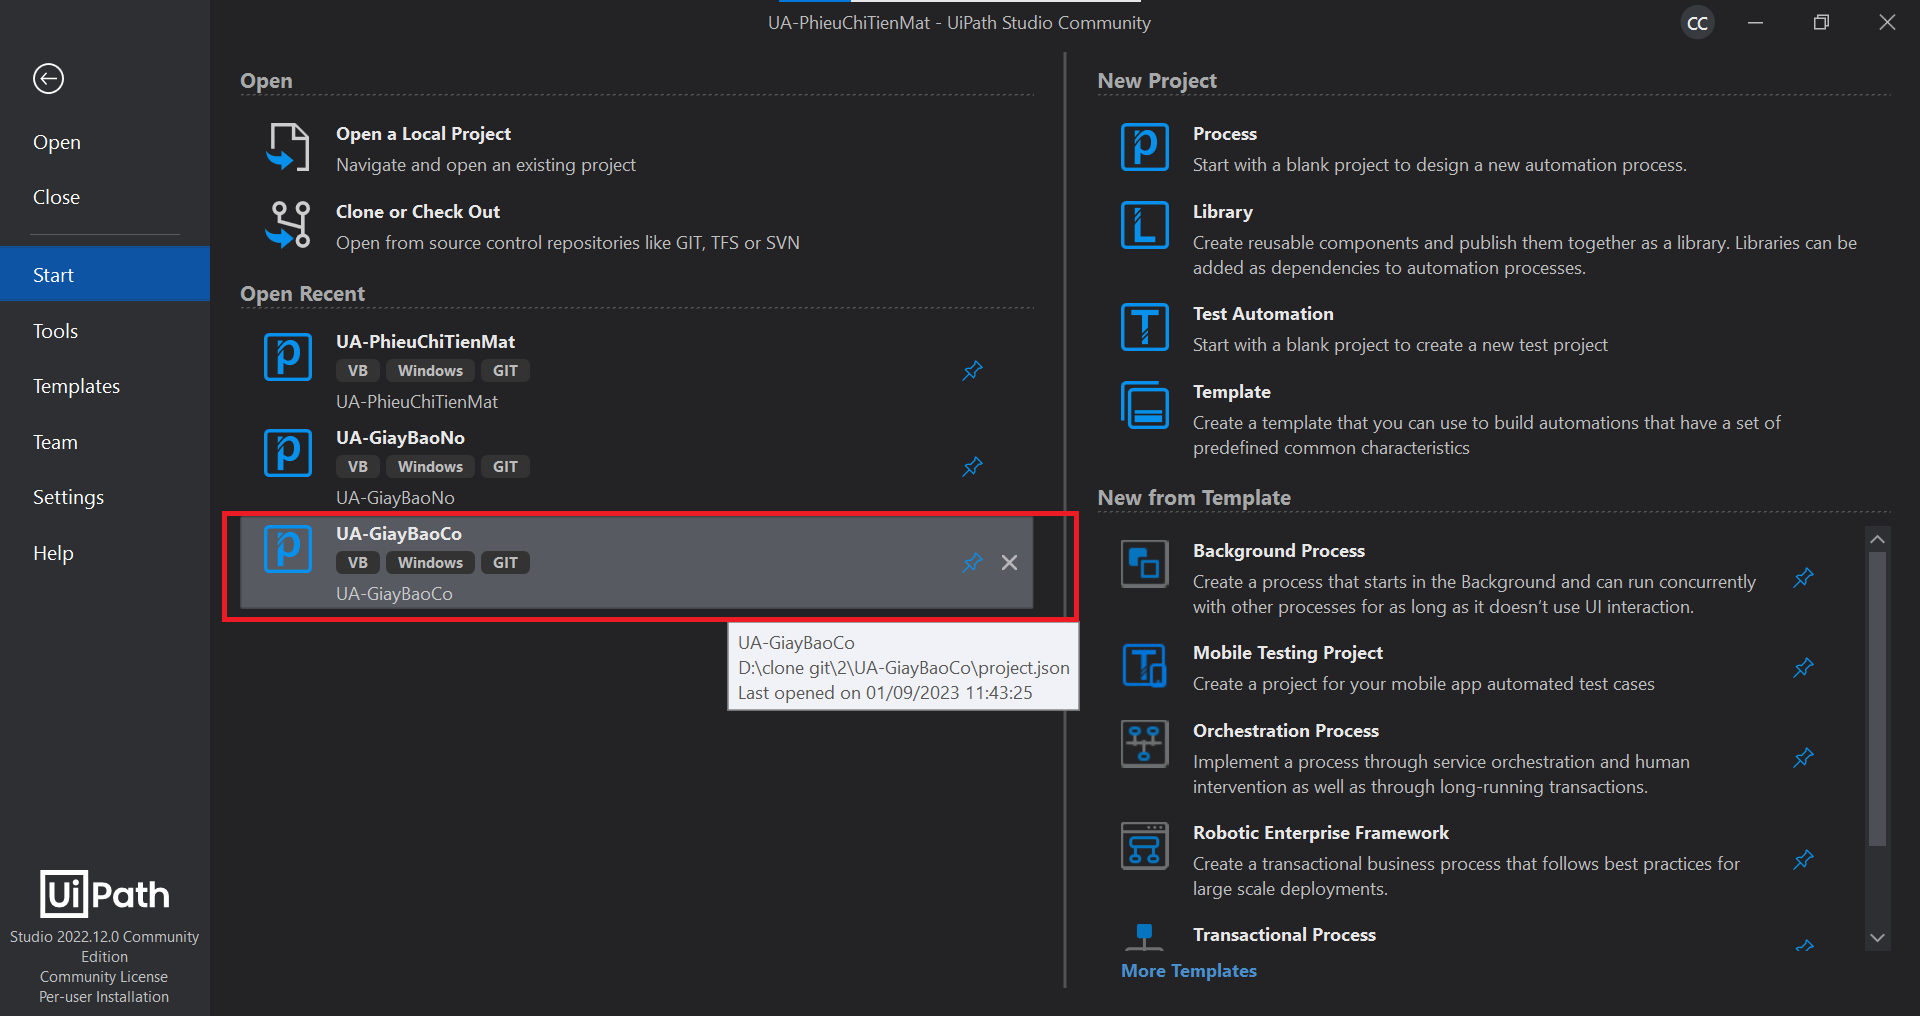 UA-PhieuChiTienMat - UiPath Studio Community
CC
Open
Close
Start
Tools
Templates
Team
Settings
Help
UiPath
Studio 2022.12.0 Community
Edition
Community License
Per-user Installation
Open
Open a Local Project
Navigate and open an existing project
Clone or Check Out
Open from source control repositories like GIT, TFS or SVN
Open Recent
UA-PhieuChiTienMat
VB Windows GIT
UA-PhieuChiTienMat
UA-GiayBaoNo
VB Windows GIT
UA-GiayBaoNo
UA-GiayBaoCo
VB Windows GIT
UA-GiayBaoCo
UA-GiayBaoCo
D:\clone git\2\UA-GiayBaoCo\project.json
Last opened on 01/09/2023 11:43:25
New Project
Process
Start with a blank project to design a new automation process.
Library
Create reusable components and publish them together as a library. Libraries can be
added as dependencies to automation processes.
Test Automation
Start with a blank project to create a new test project
Template
Create a template that you can use to build automations that have a set of
predefined common characteristics
New from Template
Background Process
Create a process that starts in the Background and can run concurrently
with other processes for as long as it doesn’t use UI interaction.
Mobile Testing Project
Create a project for your mobile app automated test cases
Orchestration Process
Implement a process through service orchestration and human
intervention as well as through long-running transactions.
Robotic Enterprise Framework
Create a transactional business process that follows best practices for
large scale deployments.
Transactional Process
More Templates